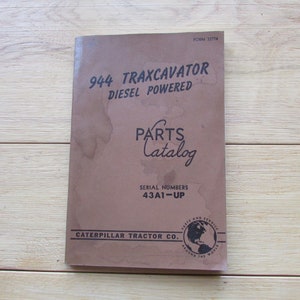 944 TRAXCAVATOR
DIESEL POWERED
PARTS
Catalog
SERIAL NUMBERS
43A1-UP
CATERPILLAR TRACTOR CO.